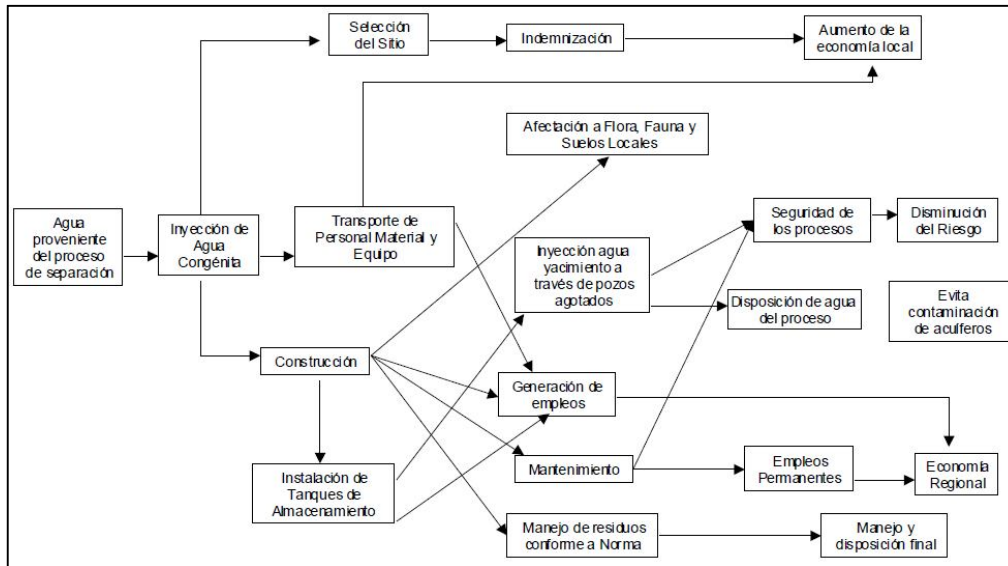 Selección
del Sitio
Indemnización
Aumento de la
economía local
Afectación a Flora, Fauna y
Suelos Locales
Agua
proveniente
del proceso
de separación
Inyección de
Agua
Congénita
Transporte de
Personal Material y
Equipo
Inyección agua
yacimiento a
través de pozos
agotados
Seguridad de
los procesos
Disminución
del Riesgo
Disposición de agua
del proceso
Evita
contaminación
de acuíferos
Construcción
Generación de
empleos
Instalación de
Tanques de
Almacenamiento
Mantenimiento
Empleos
Permanentes
Economía
Regional
Manejo de residuos
conforme a Norma
Manejo y
disposición final